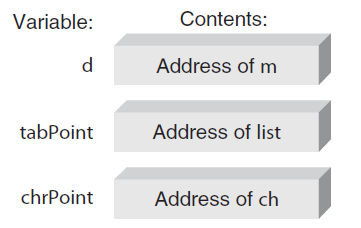 Variable: Contents:
d Address of m
tabPoint Address of list
chrPoint Address of ch